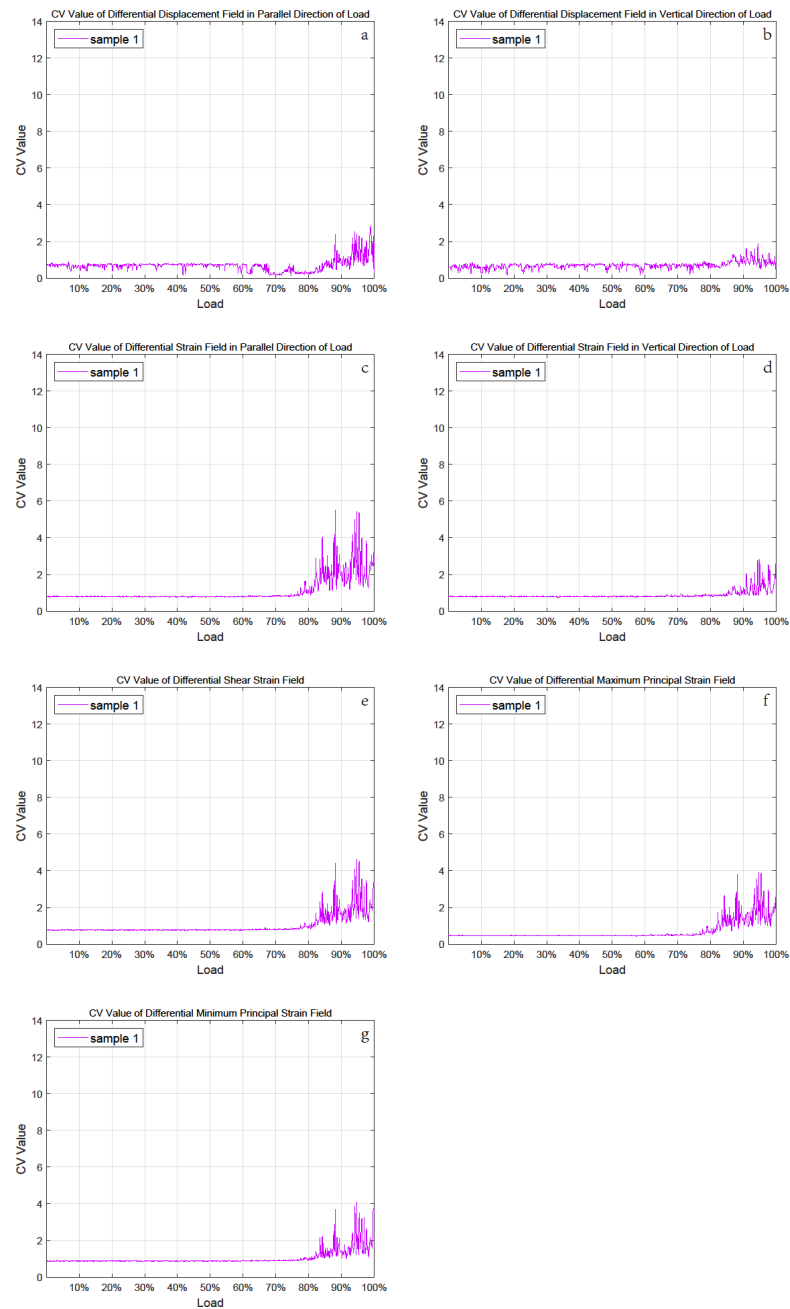 CV Value of Differential Displacement Field in Parallel Direction of Load
a
sample 1
14
12
10
8
6
4
2
0
CV Value
10% 20% 30% 40% 50% 60% 70% 80% 90% 100%
Load
CV Value of Differential Displacement Field in Vertical Direction of Load
b
sample 1
14
12
10
8
6
4
2
0
CV Value
10% 20% 30% 40% 50% 60% 70% 80% 90% 100%
Load
CV Value of Differential Strain Field in Parallel Direction of Load
c
sample 1
14
12
10
8
6
4
2
0
CV Value
10% 20% 30% 40% 50% 60% 70% 80% 90% 100%
Load
CV Value of Differential Strain Field in Vertical Direction of Load
d
sample 1
14
12
10
8
6
4
2
0
CV Value
10% 20% 30% 40% 50% 60% 70% 80% 90% 100%
Load
CV Value of Differential Shear Strain Field
e
sample 1
14
12
10
8
6
4
2
0
CV Value
10% 20% 30% 40% 50% 60% 70% 80% 90% 100%
Load
CV Value of Differential Maximum Principal Strain Field
f
sample 1
14
12
10
8
6
4
2
0
CV Value
10% 20% 30% 40% 50% 60% 70% 80% 90% 100%
Load
CV Value of Differential Minimum Principal Strain Field
g
sample 1
14
12
10
8
6
4
2
0
CV Value
10% 20% 30% 40% 50% 60% 70% 80% 90% 100%
Load